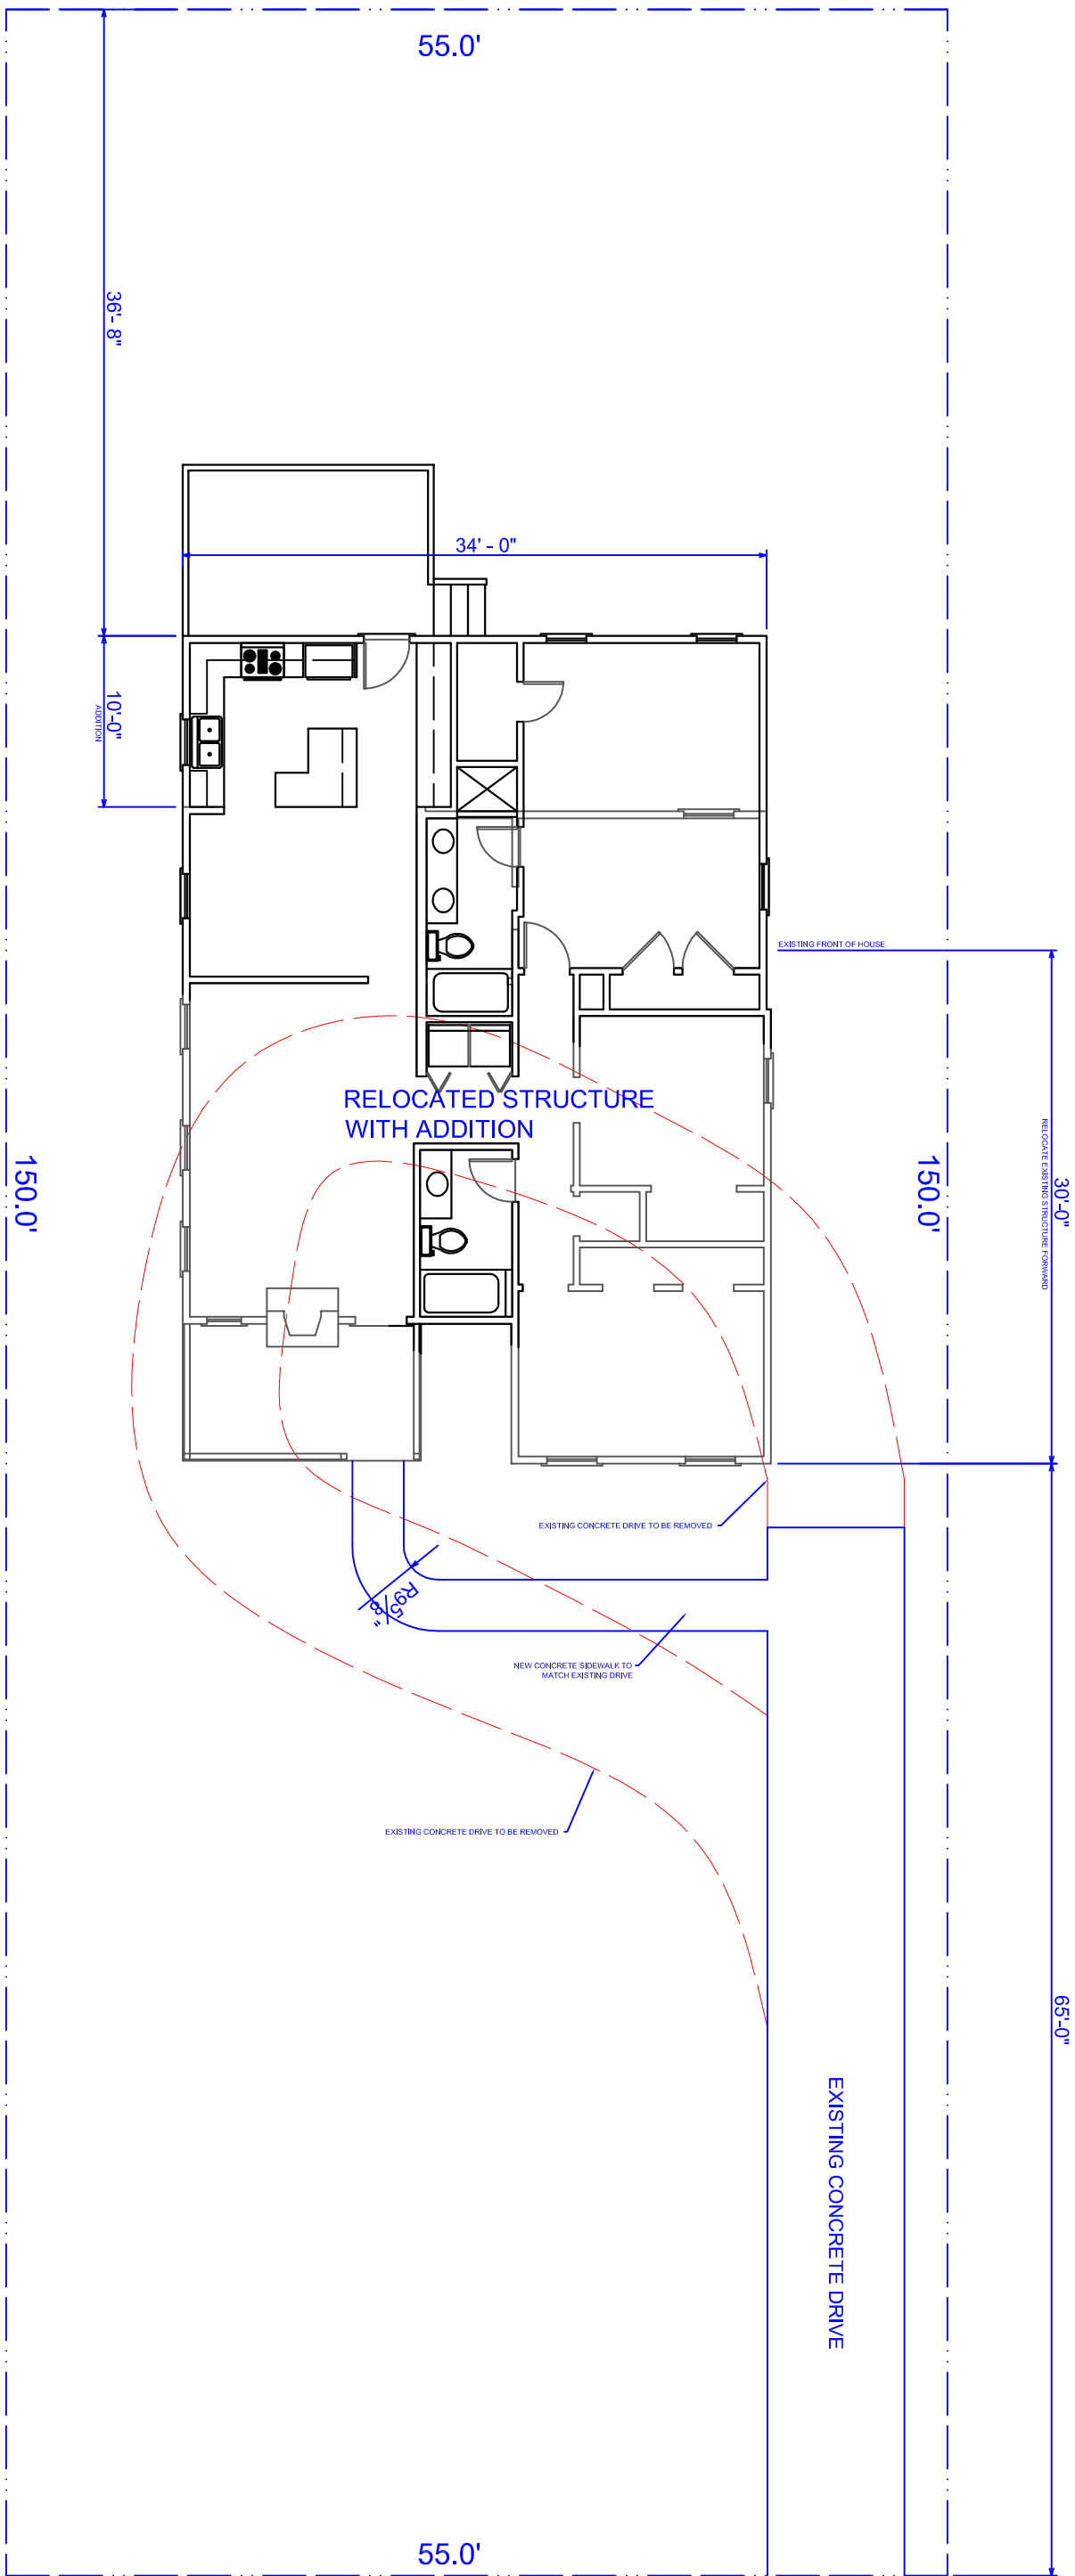 55.0'
36'- 8"
34' - 0"
10'-0"
ADDITION
EXISTING FRONT OF HOUSE
RELOCATED STRUCTURE
WITH ADDITION
150.0'
150.0'
30'-0"
RELOCATE EXISTING STRUCTURE FORWARD
EXISTING CONCRETE DRIVE TO BE REMOVED
R95/8"
NEW CONCRETE SIDEWALK TO
MATCH EXISTING DRIVE
EXISTING CONCRETE DRIVE TO BE REMOVED
65'-0"
EXISTING CONCRETE DRIVE
55.0'